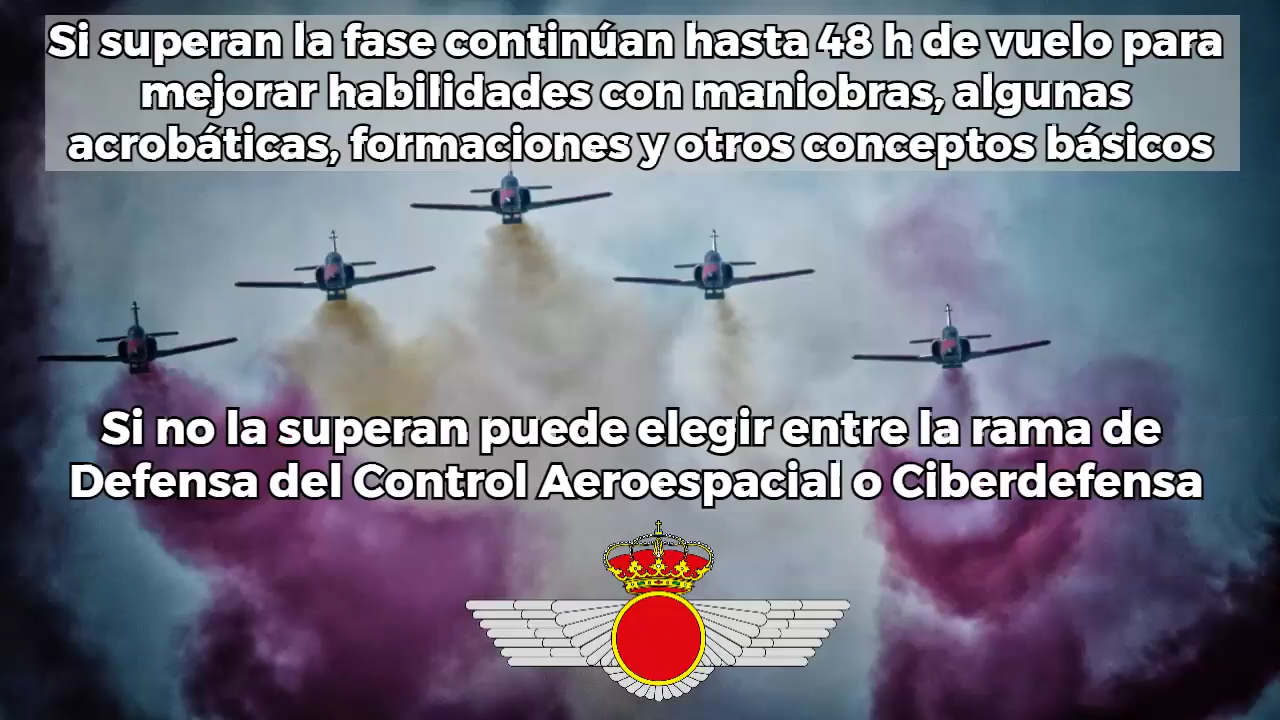 Si superan la fase continúan hasta 48 h de vuelo para
mejorar habilidades con maniobras, algunas
acrobáticas, formaciones y otros conceptos básicos
Si no la superan puede elegir entre la rama de
Defensa del Control Aeroespacial o Ciberdefensa